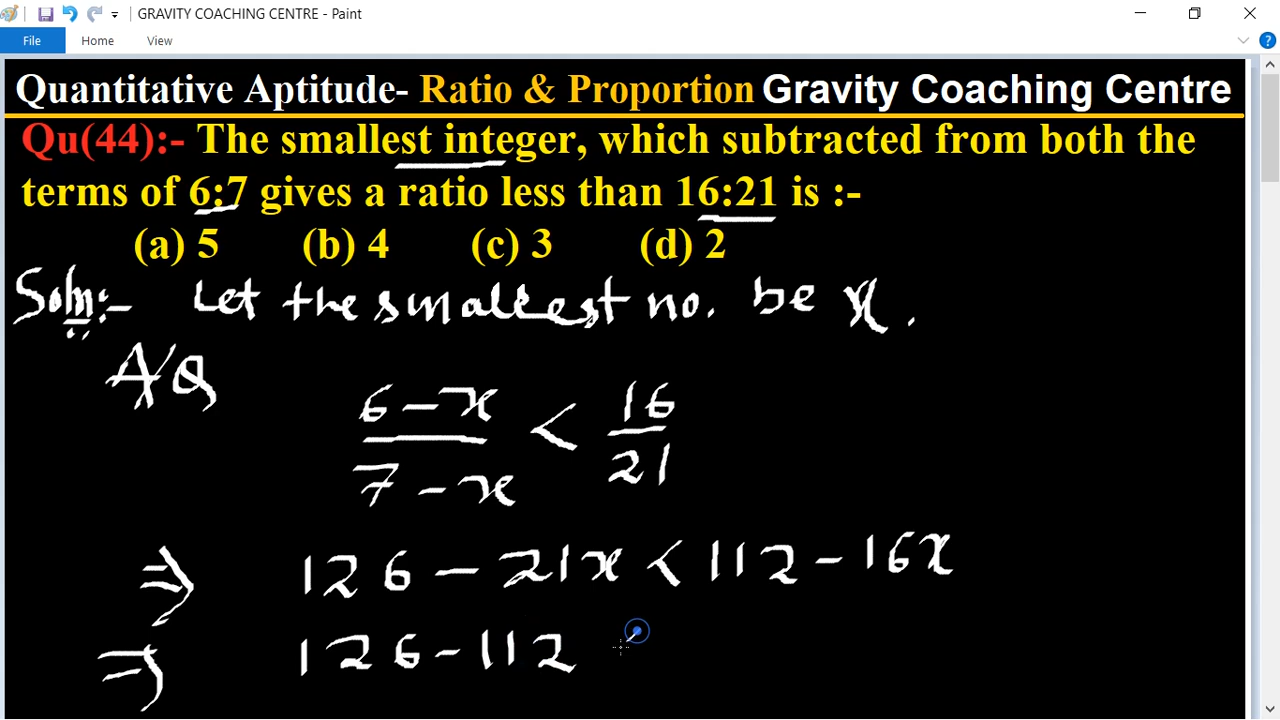 GRAVITY COACHING CENTRE - Paint
File Home View
Quantitative Aptitude- Ratio & Proportion Gravity Coaching Centre
Qu(44):- The smallest integer, which subtracted from both the
terms of 6:7 gives a ratio less than 16:21 is :-
(a) 5 (b) 4 (c) 3 (d) 2
Soln:- Let the smallest no. be x.
A/Q
6 - x / 7 - x < 16 / 21
⇒ 126 - 21x < 112 - 16x
⇒ 126 - 112